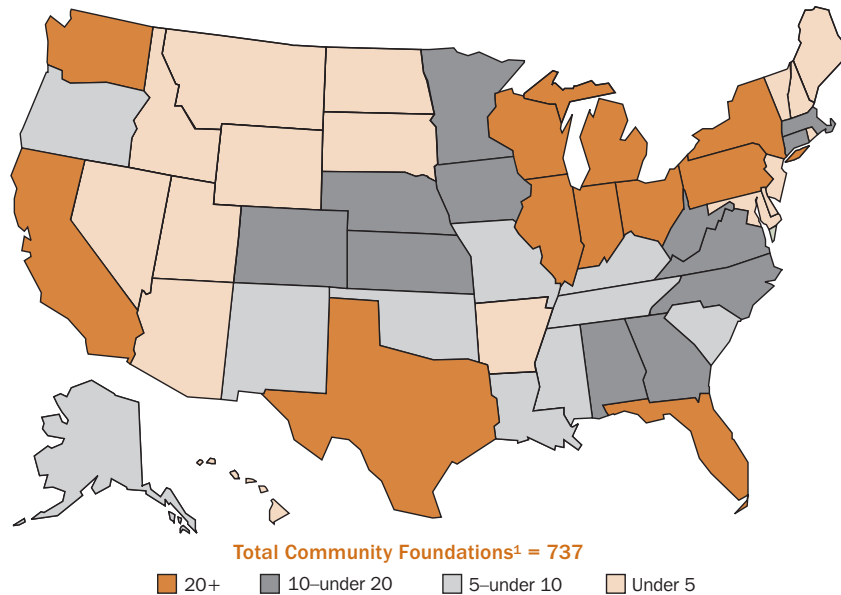 Total Community Foundations¹ = 737
20+ 10–under 20 5–under 10 Under 5